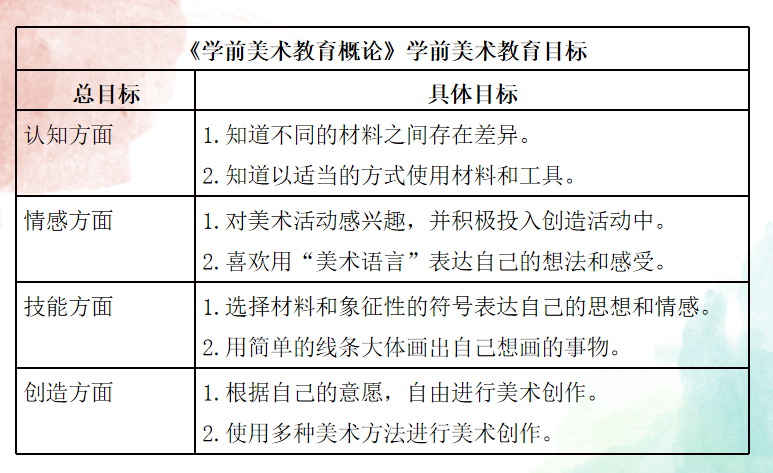 《学前美术教育概论》学前美术教育目标
总目标 具体目标
认知方面 1.知道不同的材料之间存在差异。
2.知道以适当的方式使用材料和工具。
情感方面 1.对美术活动感兴趣，并积极投入创造活动中。
2.喜欢用“美术语言”表达自己的想法和感受。
技能方面 1.选择材料和象征性的符号表达自己的思想和情感。
2.用简单的线条大体画出自己想画的事物。
创造方面 1.根据自己的意愿，自由进行美术创作。
2.使用多种美术方法进行美术创作。